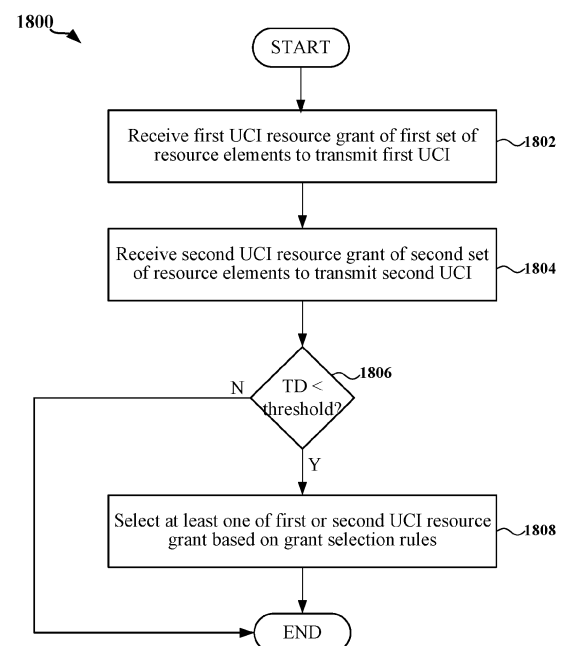 1800
START
Receive first UCI resource grant of first set of
resource elements to transmit first UCI
1802
Receive second UCI resource grant of second set
of resource elements to transmit second UCI
1804
1806
N
TD <
threshold?
Y
Select at least one of first or second UCI resource
grant based on grant selection rules
1808
END